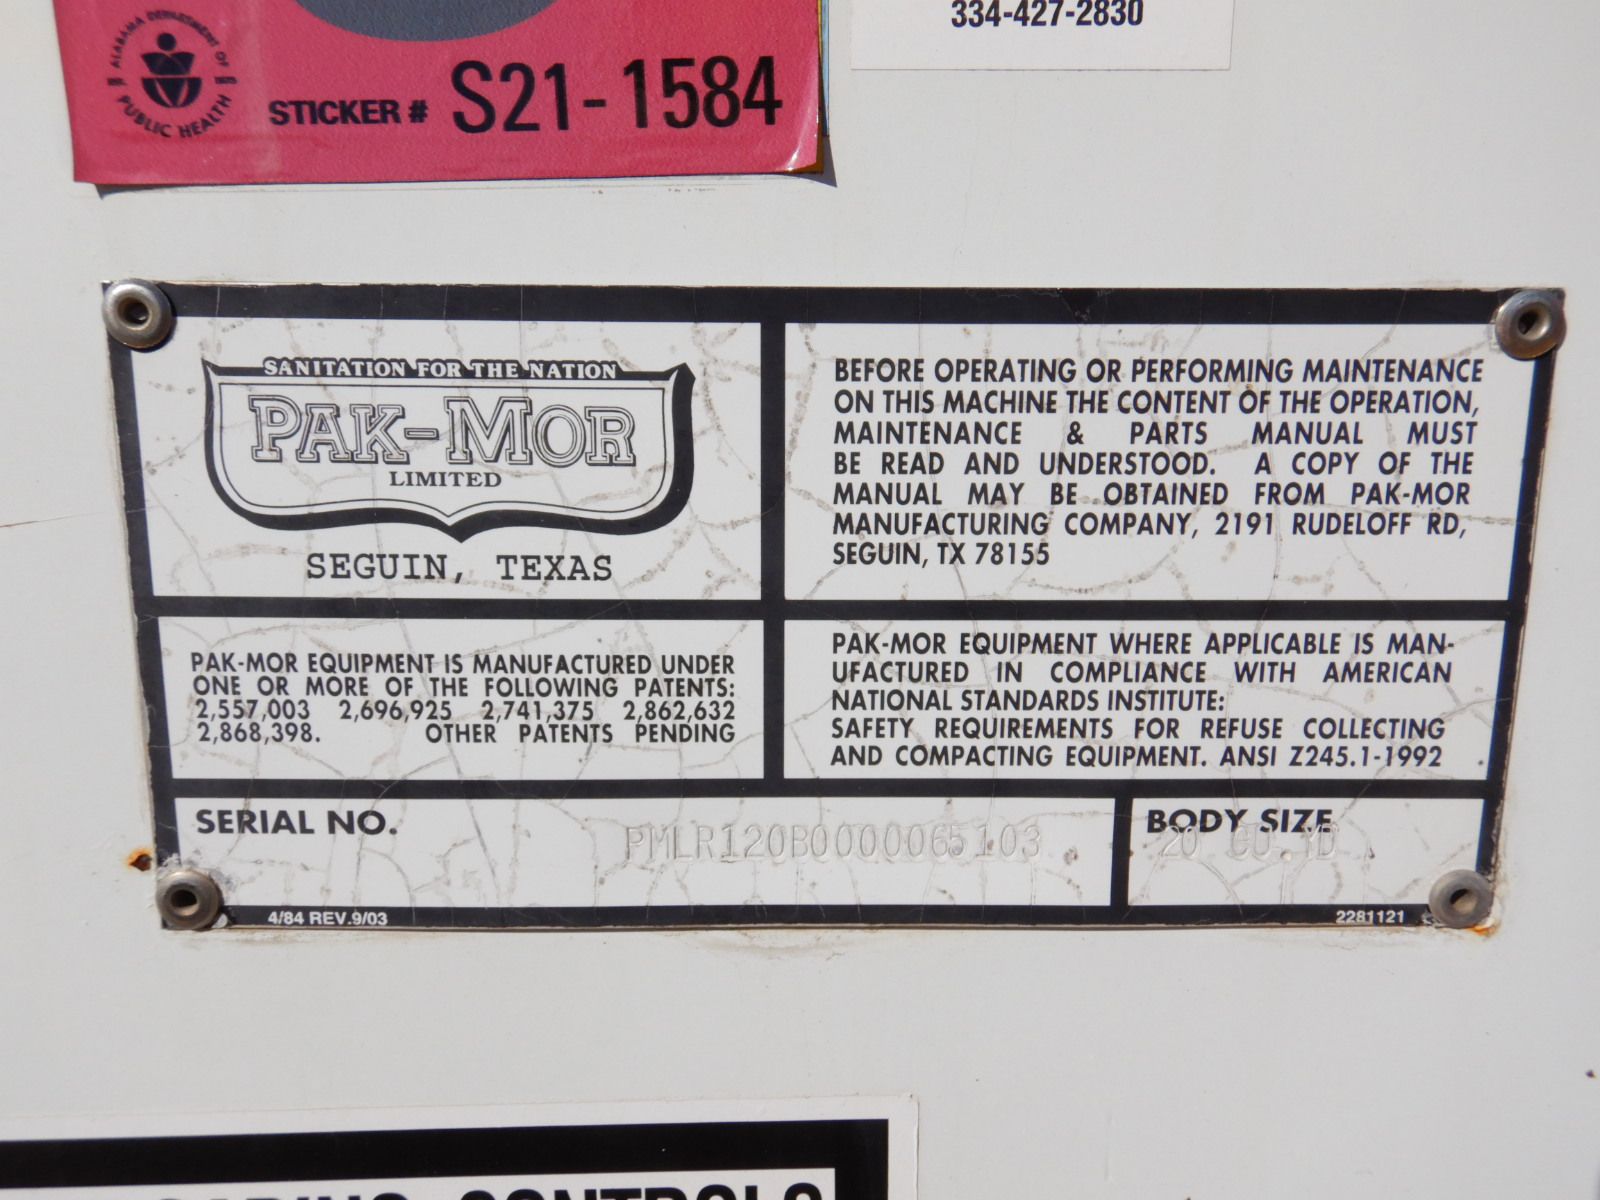 334-427-2830
ALABAMA DEPARTMENT OF
PUBLIC HEALTH
STICKER # S21-1584
SANITATION FOR THE NATION
PAK-MOR
LIMITED
SEGUIN, TEXAS
BEFORE OPERATING OR PERFORMING MAINTENANCE
ON THIS MACHINE THE CONTENT OF THE OPERATION,
MAINTENANCE & PARTS MANUAL MUST
BE READ AND UNDERSTOOD. A COPY OF THE
MANUAL MAY BE OBTAINED FROM PAK-MOR
MANUFACTURING COMPANY, 2191 RUDELOFF RD,
SEGUIN, TX 78155
PAK-MOR EQUIPMENT IS MANUFACTURED UNDER
ONE OR MORE OF THE FOLLOWING PATENTS:
2,557,003 2,696,925 2,741,375 2,862,632
2,868,398. OTHER PATENTS PENDING
PAK-MOR EQUIPMENT WHERE APPLICABLE IS MAN-
UFACTURED IN COMPLIANCE WITH AMERICAN
NATIONAL STANDARDS INSTITUTE:
SAFETY REQUIREMENTS FOR REFUSE COLLECTING
AND COMPACTING EQUIPMENT. ANSI Z245.1-1992
SERIAL NO.
PMLR120B0000065103
BODY SIZE
20 CU.YD
4/84 REV.9/03
2281121
CONTROLS